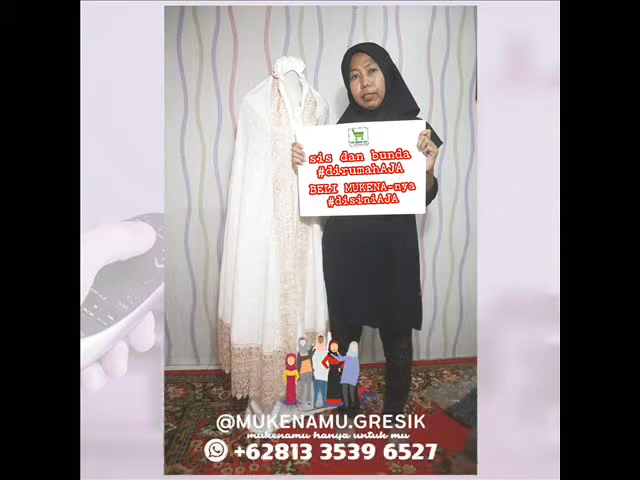 sis dan bunda
#dirumahAJA
BELI MUKENA-nya
#disiniAJA
@MUKENAMU.GRESIK
mukenamu hanya untuk mu
+62813 3539 6527